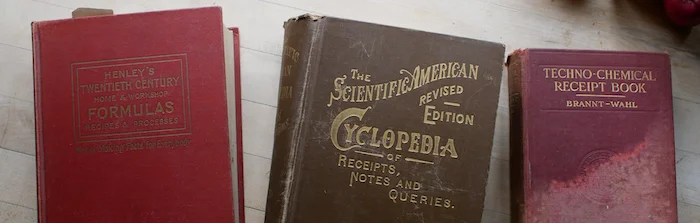 HENLEY'S
TWENTIETH CENTURY
HOME & WORKSHOP
FORMULAS
RECIPES & PROCESSES
THE
SCIENTIFIC AMERICAN
REVISED
EDITION
CYCLOPEDIA
OF
RECEIPTS,
NOTES AND
QUERIES.
TECHNO-CHEMICAL
RECEIPT BOOK
BRANNT-WAHL